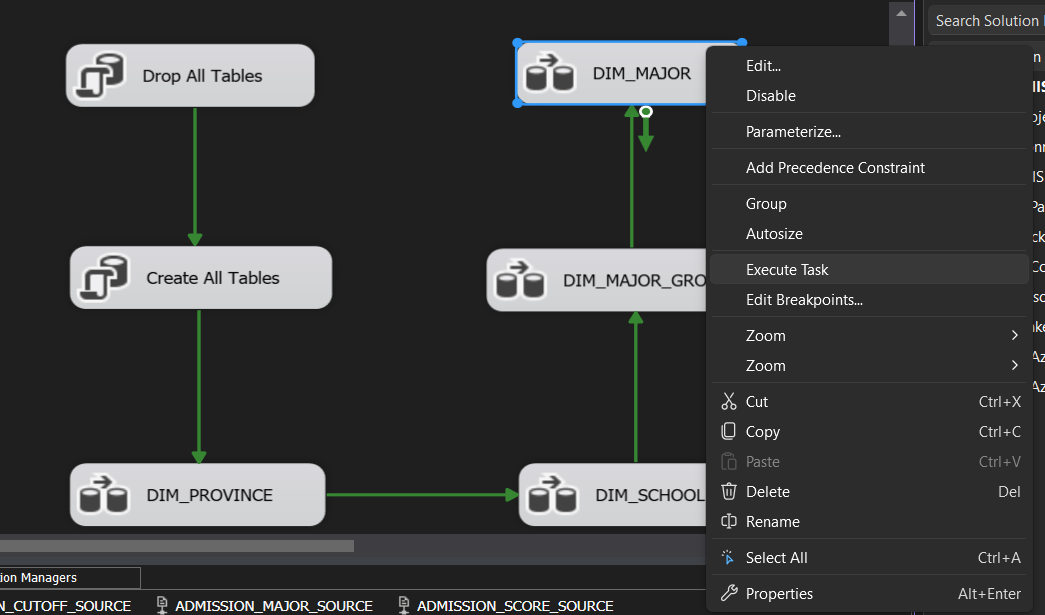 Search Solution
Drop All Tables
DIM_MAJOR
Edit...
Disable
Parameterize...
Add Precedence Constraint
Group
Autosize
Create All Tables
DIM_MAJOR_GRO
Execute Task
Edit Breakpoints...
Zoom
Zoom
Cut Ctrl+X
Copy Ctrl+C
Paste Ctrl+V
DIM_PROVINCE
DIM_SCHOOL
Delete Del
Rename
Select All Ctrl+A
Properties Alt+Enter
ion Managers
N_CUTOFF_SOURCE
ADMISSION_MAJOR_SOURCE
ADMISSION_SCORE_SOURCE